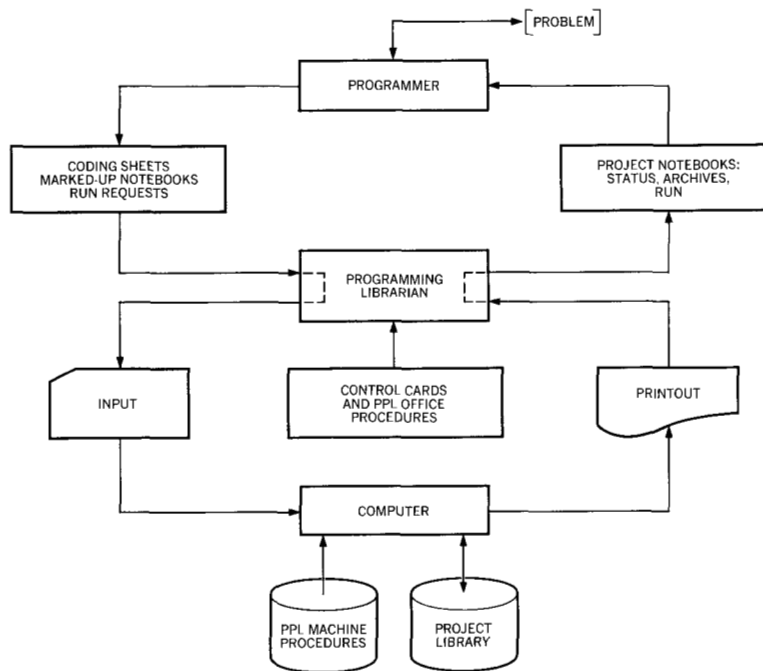 [PROBLEM]
PROGRAMMER
CODING SHEETS
MARKED-UP NOTEBOOKS
RUN REQUESTS
PROJECT NOTEBOOKS:
STATUS, ARCHIVES,
RUN
PROGRAMMING
LIBRARIAN
INPUT
CONTROL CARDS
AND PPL OFFICE
PROCEDURES
PRINTOUT
COMPUTER
PPL MACHINE
PROCEDURES
PROJECT
LIBRARY